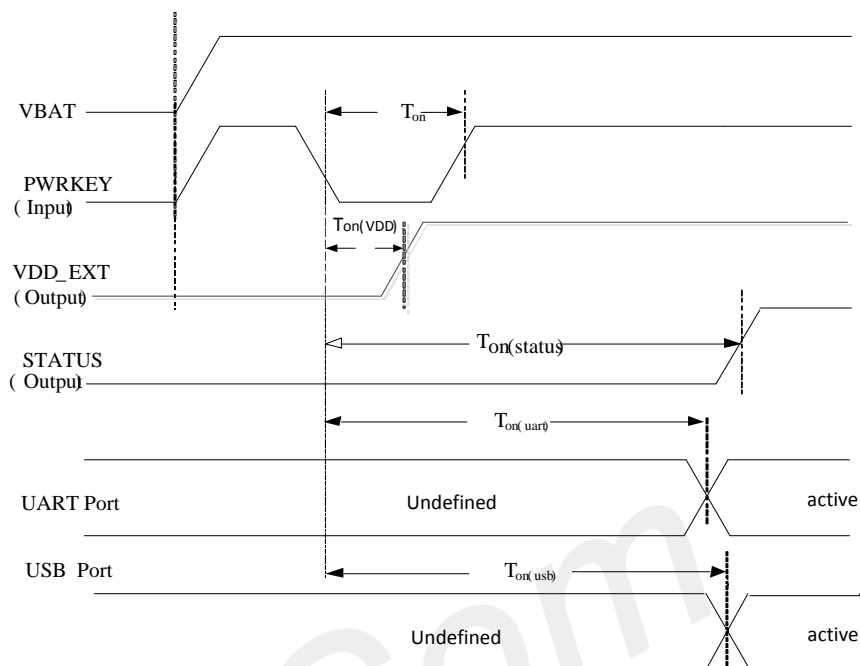 VBAT
Ton
PWRKEY
( Input)
Ton(VDD)
VDD_EXT
( Output)
Ton(status)
STATUS
( Output)
Ton( uart)
UART Port
Undefined
active
USB Port
Ton( usb)
Undefined
active
com